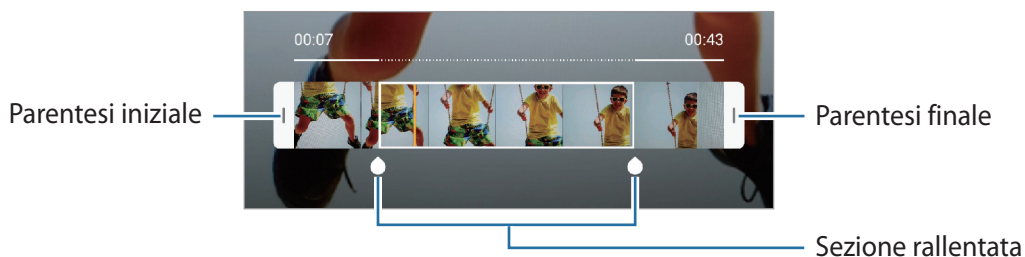 00:07
00:43
Parentesi iniziale
Parentesi finale
Sezione rallentata